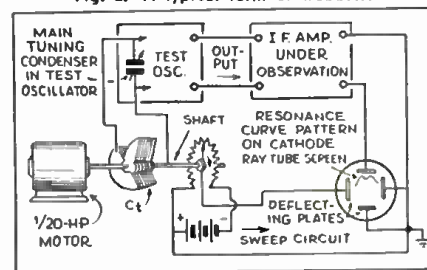 MAIN
TUNING
CONDENSER
IN TEST
OSCILLATOR
TEST
OSC.
OUT-
PUT
I.F. AMP.
UNDER
OBSERVATION
SHAFT
RESONANCE
CURVE PATTERN
ON CATHODE
RAY TUBE SCREEN
Ct
1/20-HP
MOTOR
+
-
DEFLECT-
ING PLATES
SWEEP CIRCUIT